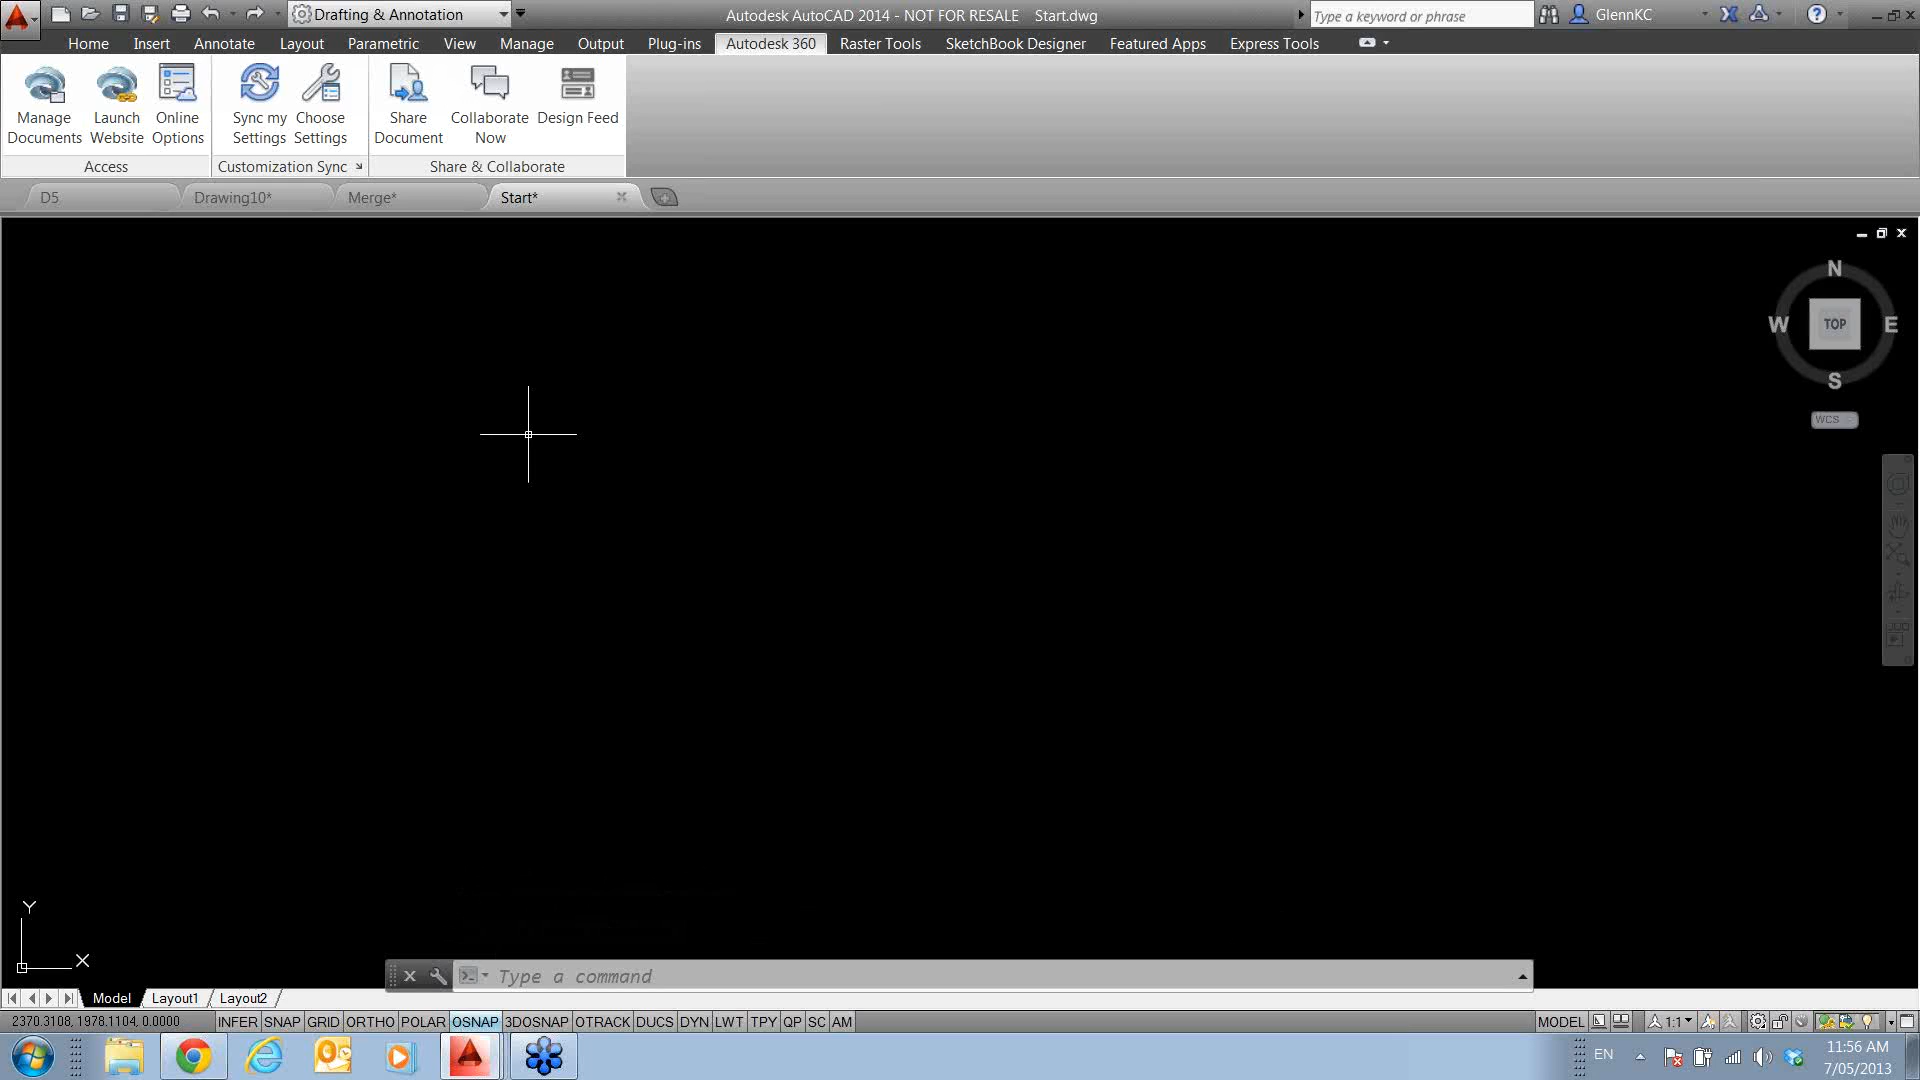 Drafting & Annotation
Autodesk AutoCAD 2014 - NOT FOR RESALE Start.dwg
Type a keyword or phrase
GlennKC
Home Insert Annotate Layout Parametric View Manage Output Plug-ins Autodesk 360 Raster Tools SketchBook Designer Featured Apps Express Tools
Manage Documents
Launch Website
Online Options
Sync my Settings
Choose Settings
Share Document
Collaborate Now
Design Feed
Access
Customization Sync
Share & Collaborate
D5 Drawing10* Merge* Start*
N
W TOP E
S
WCS
Y
X
Type a command
Model Layout1 Layout2
2370.3108, 1978.1104, 0.0000 INFER SNAP GRID ORTHO POLAR OSNAP 3DOSNAP OTRACK DUCS DYN LWT TPY QP SC AM MODEL 1:1
EN
11:56 AM
7/05/2013